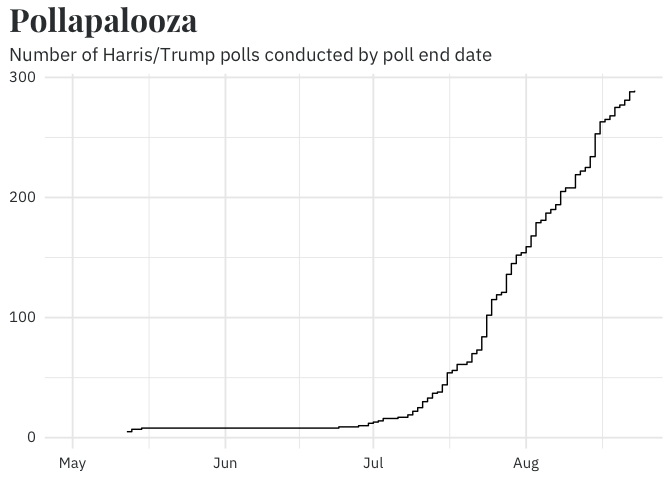 Pollapalooza
Number of Harris/Trump polls conducted by poll end date
300
200
100
0
May Jun Jul Aug